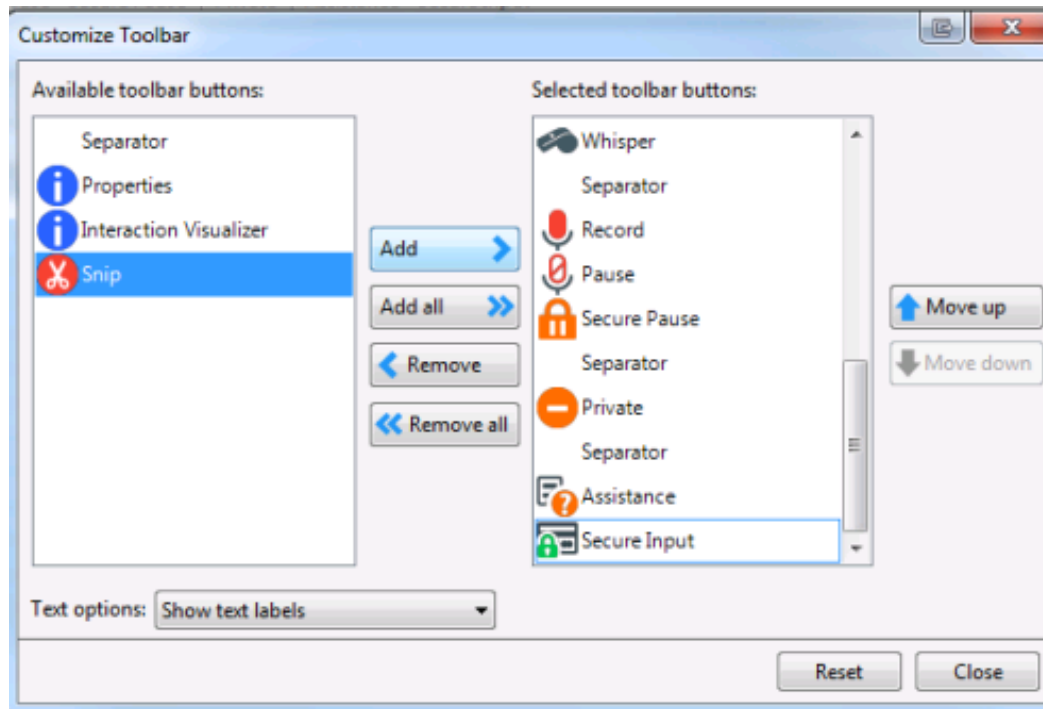 Customize Toolbar
Available toolbar buttons:
Separator
Properties
Interaction Visualizer
Snip
Add
Add all
Remove
Remove all
Selected toolbar buttons:
Whisper
Separator
Record
Pause
Secure Pause
Separator
Private
Separator
Assistance
Secure Input
Move up
Move down
Text options: Show text labels
Reset
Close